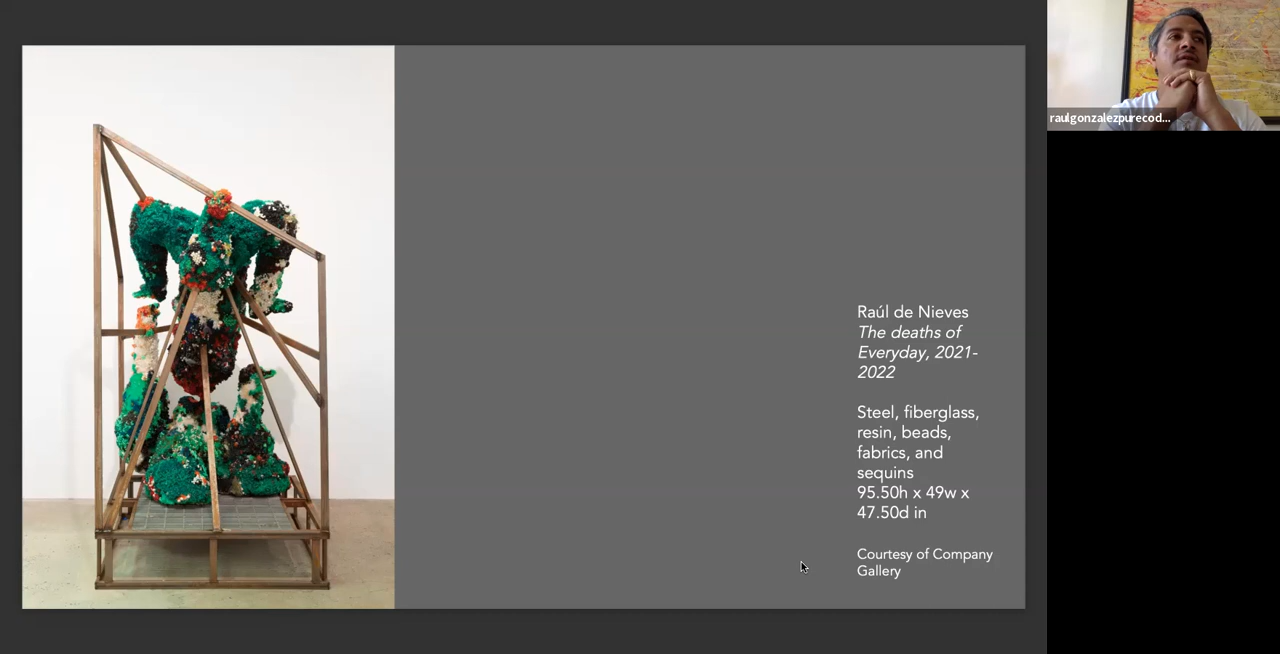 raulgonzalezpurecod...
Raúl de Nieves
The deaths of
Everyday, 2021-
2022
Steel, fiberglass,
resin, beads,
fabrics, and
sequins
95.50h x 49w x
47.50d in
Courtesy of Company
Gallery